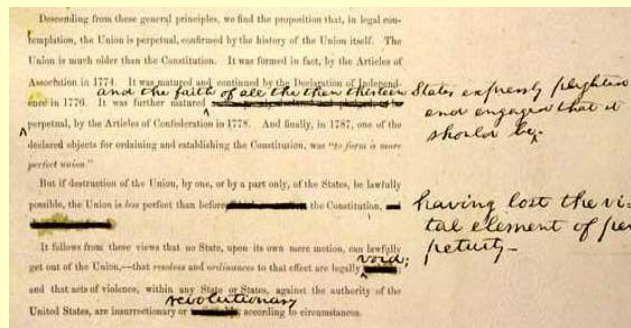 Descending from these general principles, we find the proposition that, in legal con-
templation, the Union is perpetual, confirmed by the history of the Union itself. The
Union is much older than the Constitution. It was formed in fact, by the Articles of
Association in 1774. It was matured and continued by the Declaration of Independ-
and the faith of all the then thirteen States expressly plighted
ence in 1776. It was further matured
and engaged that it
perpetual, by the Articles of Confederation in 1778. And finally, in 1787, one of the
should be
declared objects for ordaining and establishing the Constitution, was "to form a more
perfect union."
But if destruction of the Union, by one, or by a part only, of the States, be lawfully
possible, the Union is less perfect than before the Constitution,
having lost the vi-
tal element of per
petuity—
It follows from these views that no State, upon its own mere motion, can lawfully
void;
get out of the Union,—that resolves and ordinances to that effect are legally
and that acts of violence, within any State or States, against the authority of the
revolutionary
United States, are insurrectionary or according to circumstances.